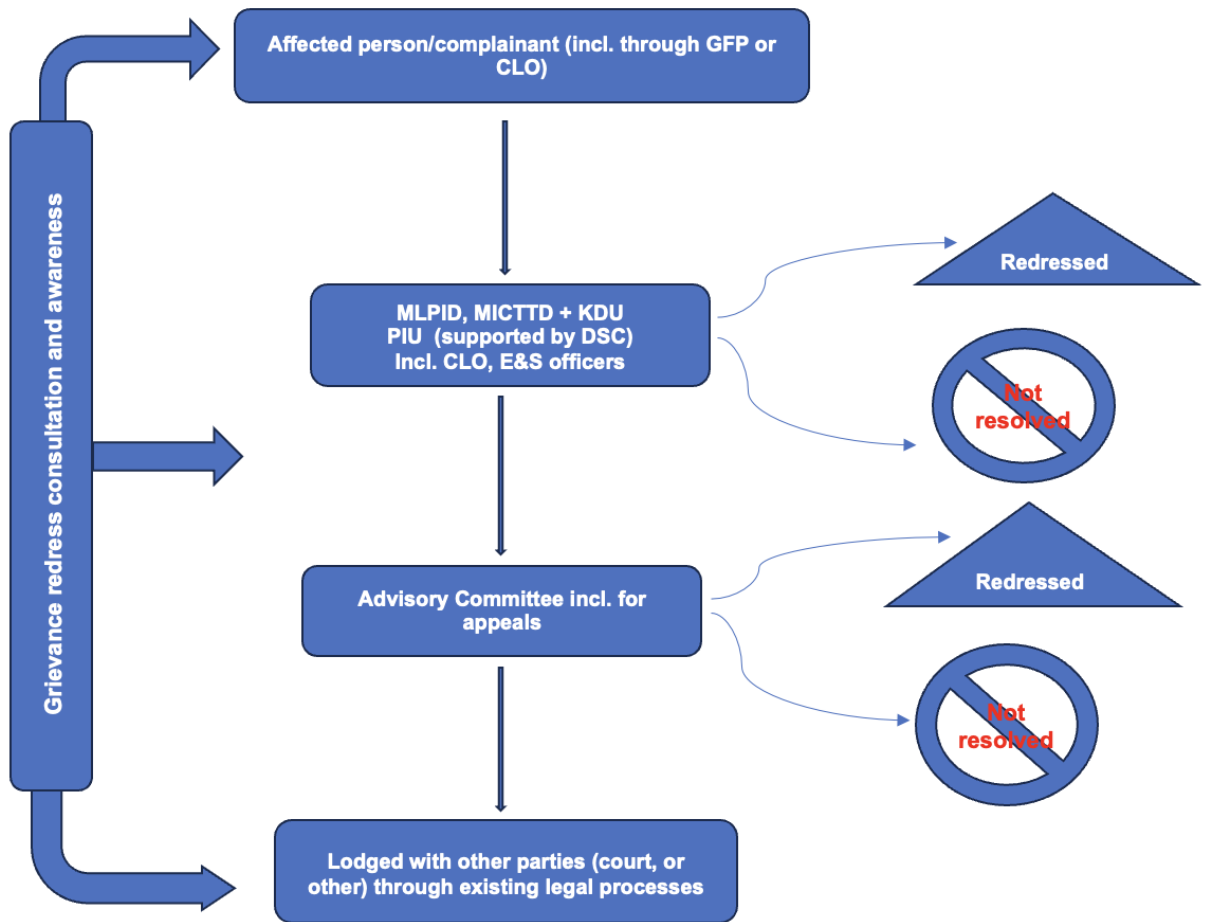 Affected person/complainant (incl. through GFP or
CLO)
Grievance redress consultation and awareness
Redressed
MLPID, MICTTD + KDU
PIU  (supported by DSC)
Incl. CLO, E&S officers
Not
resolved
Redressed
Advisory Committee incl. for
appeals
Not
resolved
Lodged with other parties (court, or
other) through existing legal processes